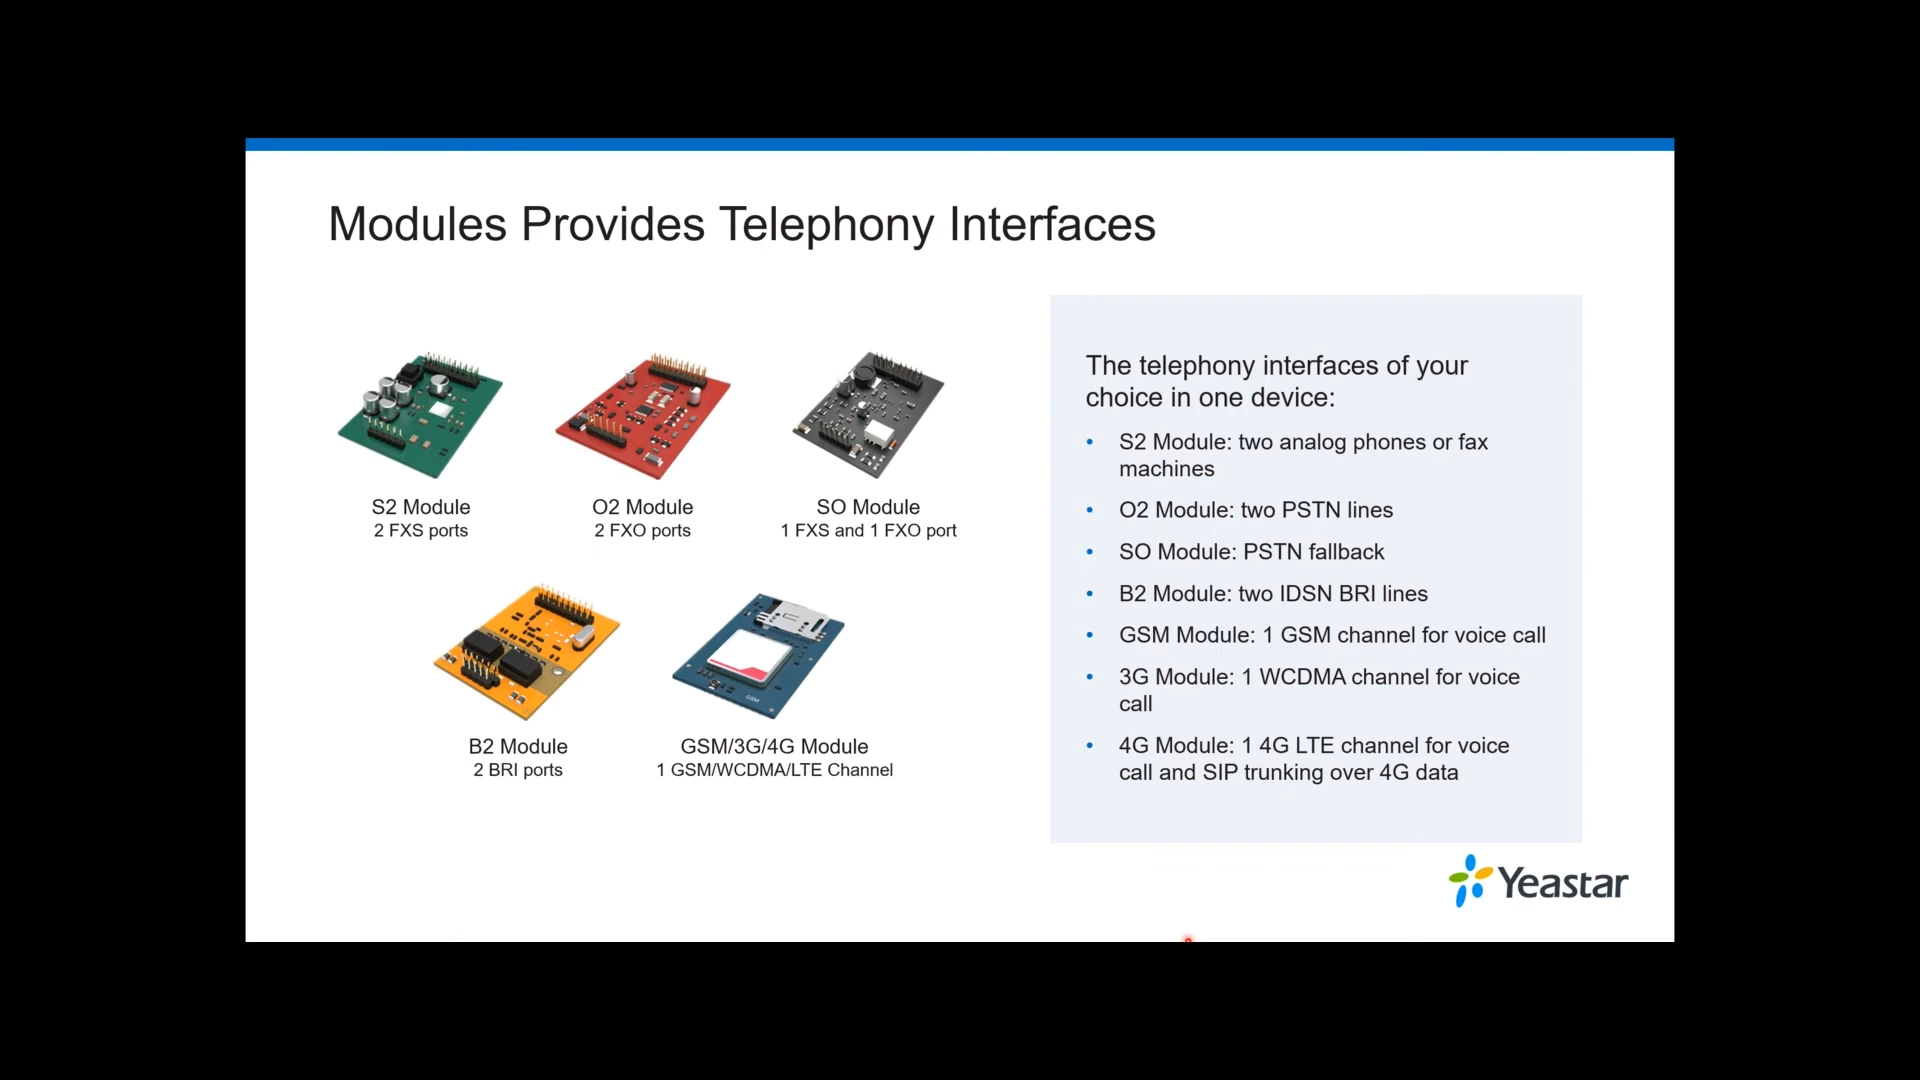 Modules Provides Telephony Interfaces
S2 Module
2 FXS ports
O2 Module
2 FXO ports
SO Module
1 FXS and 1 FXO port
B2 Module
2 BRI ports
GSM
GSM/3G/4G Module
1 GSM/WCDMA/LTE Channel
The telephony interfaces of your
choice in one device:
• S2 Module: two analog phones or fax
machines
• O2 Module: two PSTN lines
• SO Module: PSTN fallback
• B2 Module: two IDSN BRI lines
• GSM Module: 1 GSM channel for voice call
• 3G Module: 1 WCDMA channel for voice
call
• 4G Module: 1 4G LTE channel for voice
call and SIP trunking over 4G data
Yeastar